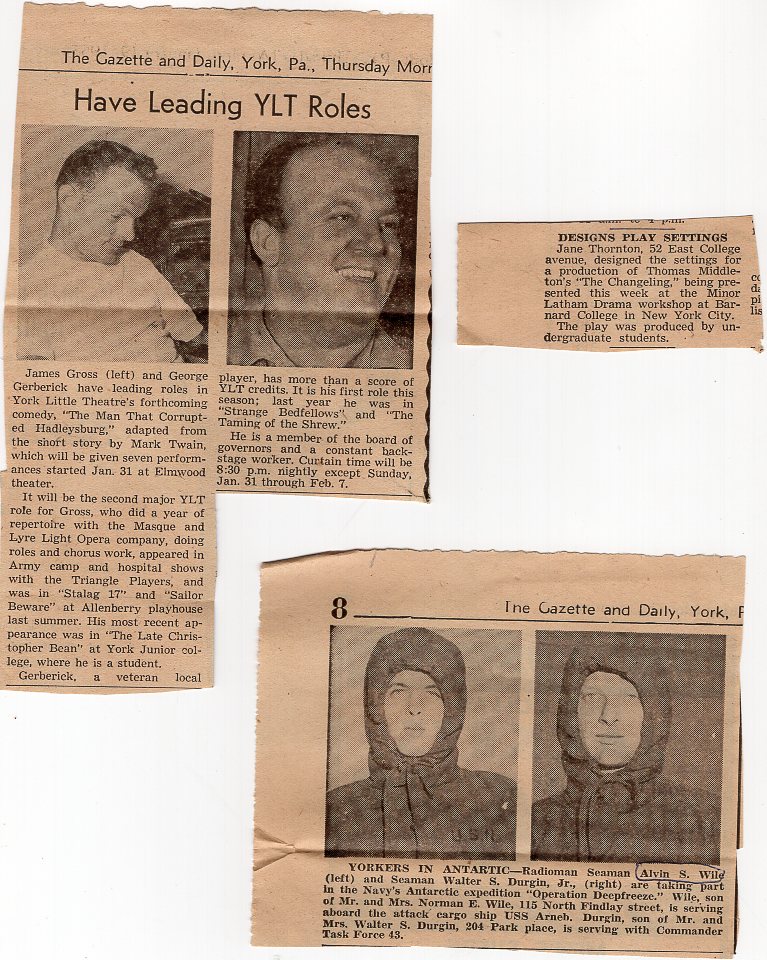 The Gazette and Daily, York, Pa., Thursday Morn
Have Leading YLT Roles
James Gross (left) and George
Gerberick have leading roles in
York Little Theatre's forthcoming
comedy, "The Man That Corrupt-
ed Hadleysburg," adapted from
the short story by Mark Twain,
which will be given seven perform-
ances started Jan. 31 at Elmwood
theater.
It will be the second major YLT
role for Gross, who did a year of
repertoire with the Masque and
Lyre Light Opera company, doing
roles and chorus work, appeared in
Army camp and hospital shows
with the Triangle Players, and
was in "Stalag 17" and "Sailor
Beware" at Allenberry playhouse
last summer. His most recent ap-
pearance was in "The Late Chris-
topher Bean" at York Junior col-
lege, where he is a student.
Gerberick, a veteran local
player, has more than a score of
YLT credits. It is his first role this
season; last year he was in
"Strange Bedfellows" and "The
Taming of the Shrew."
He is a member of the board of
governors and a constant back-
stage worker. Curtain time will be
8:30 p.m. nightly except Sunday,
Jan. 31 through Feb. 7.
DESIGNS PLAY SETTINGS
Jane Thornton, 52 East College
avenue, designed the settings for
a production of Thomas Middle-
ton's "The Changeling," being pre-
sented this week at the Minor
Latham Drama workshop at Bar-
nard College in New York City.
The play was produced by un-
dergraduate students.
8
The Gazette and Daily, York, P
U.S.N
YORKERS IN ANTARTIC—Radioman Seaman Alvin S. Wile
(left) and Seaman Walter S. Durgin, Jr., (right) are taking part
in the Navy's Antarctic expedition "Operation Deepfreeze." Wile, son
of Mr. and Mrs. Norman E. Wile, 115 North Findlay street, is serving
aboard the attack cargo ship USS Arneb. Durgin, son of Mr. and
Mrs. Walter S. Durgin, 204 Park place, is serving with Commander
Task Force 43.